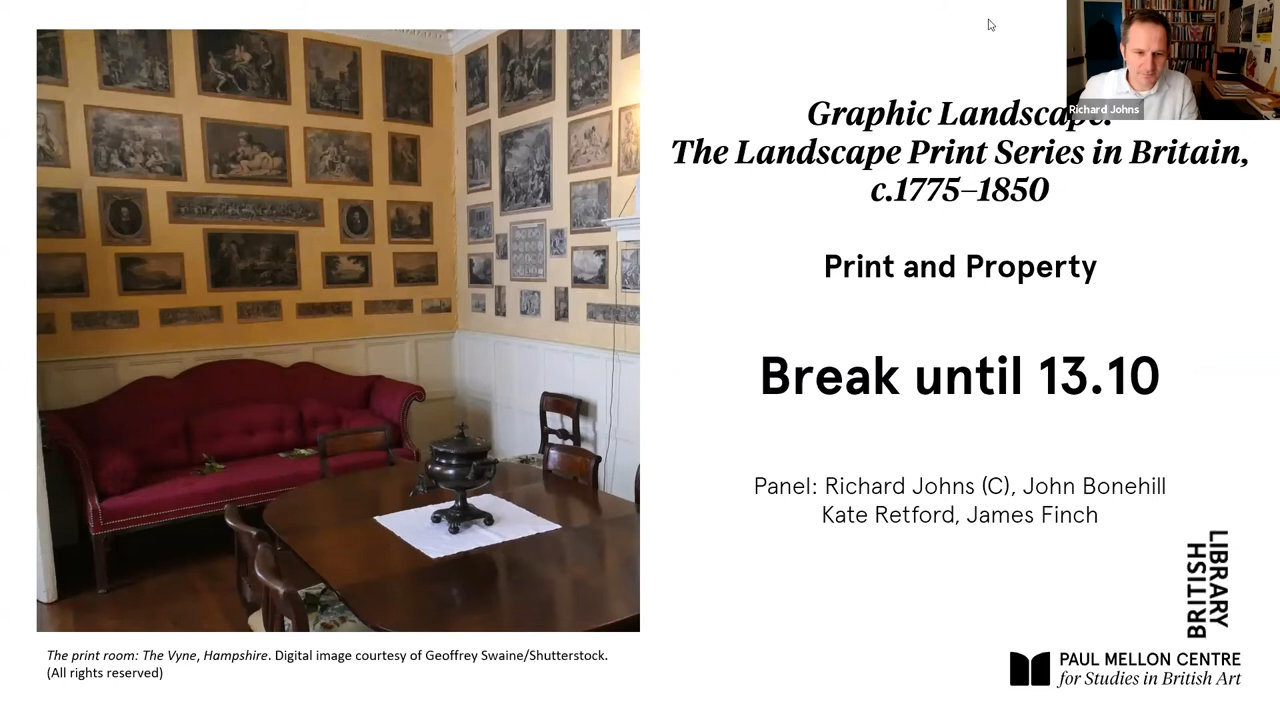 Richard Johns
Graphic Landscape:
The Landscape Print Series in Britain,
c.1775–1850
Print and Property
Break until 13.10
Panel: Richard Johns (C), John Bonehill
Kate Retford, James Finch
BRITISH
LIBRARY
PAUL MELLON CENTRE
for Studies in British Art
The print room: The Vyne, Hampshire. Digital image courtesy of Geoffrey Swaine/Shutterstock.
(All rights reserved)